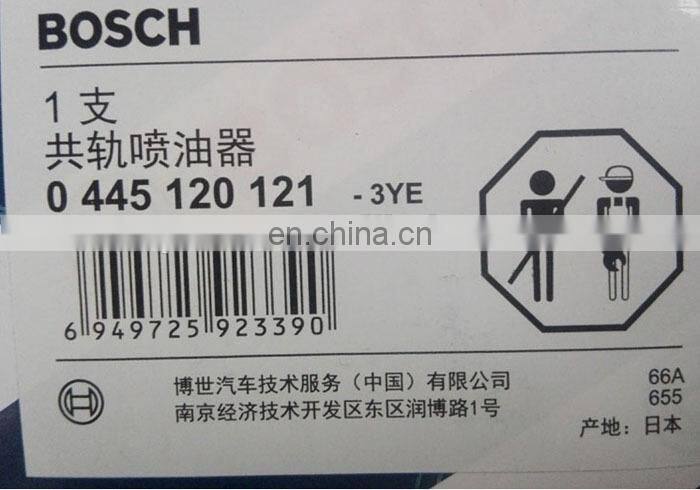 BOSCH
1 支
共轨喷油器
0 445 120 121 - 3YE
en.china.cn
6 949725 923390
博世汽车技术服务（中国）有限公司
南京经济技术开发区东区润博路1号
66A
655
产地: 日本